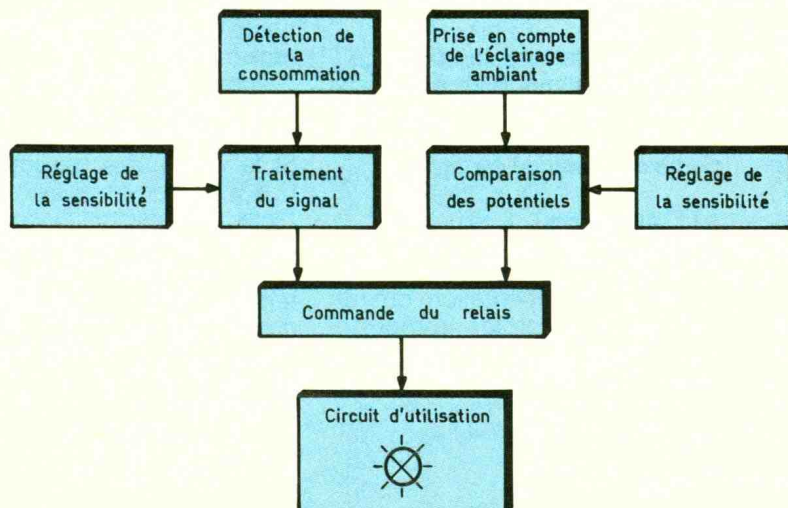 Détection de
la
consommation
Prise en compte
de l'éclairage
ambiant
Réglage de
la sensibilité
Traitement
du signal
Comparaison
des potentiels
Réglage de
la sensibilité
Commande du relais
Circuit d'utilisation